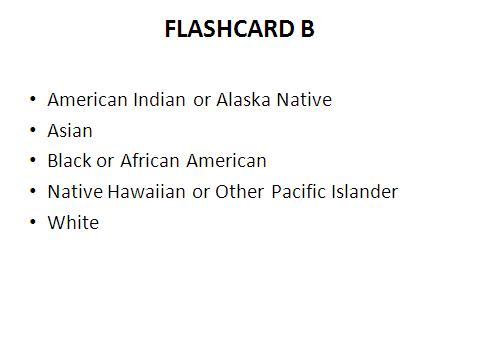 FLASHCARD B
• American Indian or Alaska Native
• Asian
• Black or African American
• Native Hawaiian or Other Pacific Islander
• White